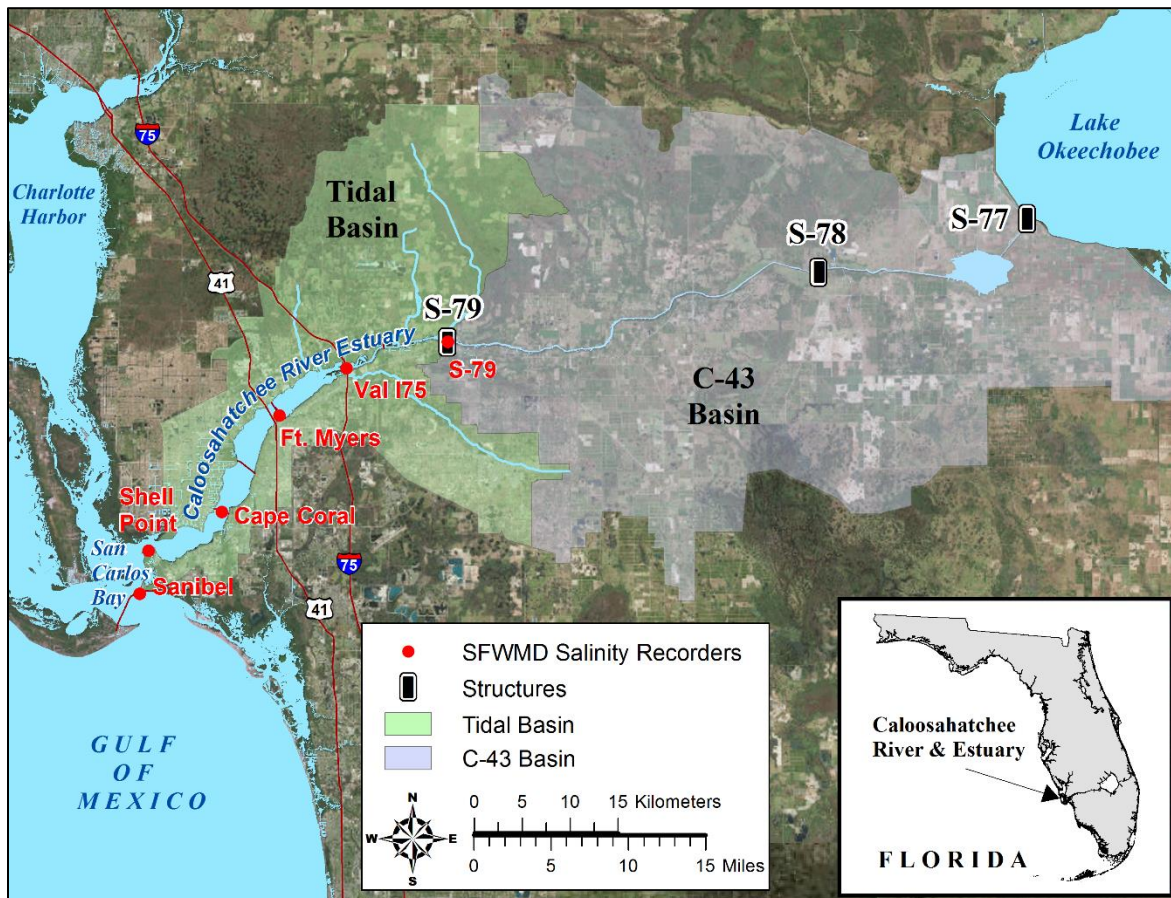 75
Charlotte
Harbor
41
Tidal
Basin
Lake
Okeechobee
S-77
S-78
S-79
S-79
C-43
Basin
Caloosahatchee River Estuary
Val I75
Ft. Myers
Shell
Point
Cape Coral
San
Carlos
Bay
Sanibel
75
41
GULF
OF
MEXICO
SFWMD Salinity Recorders
Structures
Tidal Basin
C-43 Basin
N
W E
S
0 5 10 15 Kilometers
0 5 10 15 Miles
Caloosahatchee
River & Estuary
FLORIDA